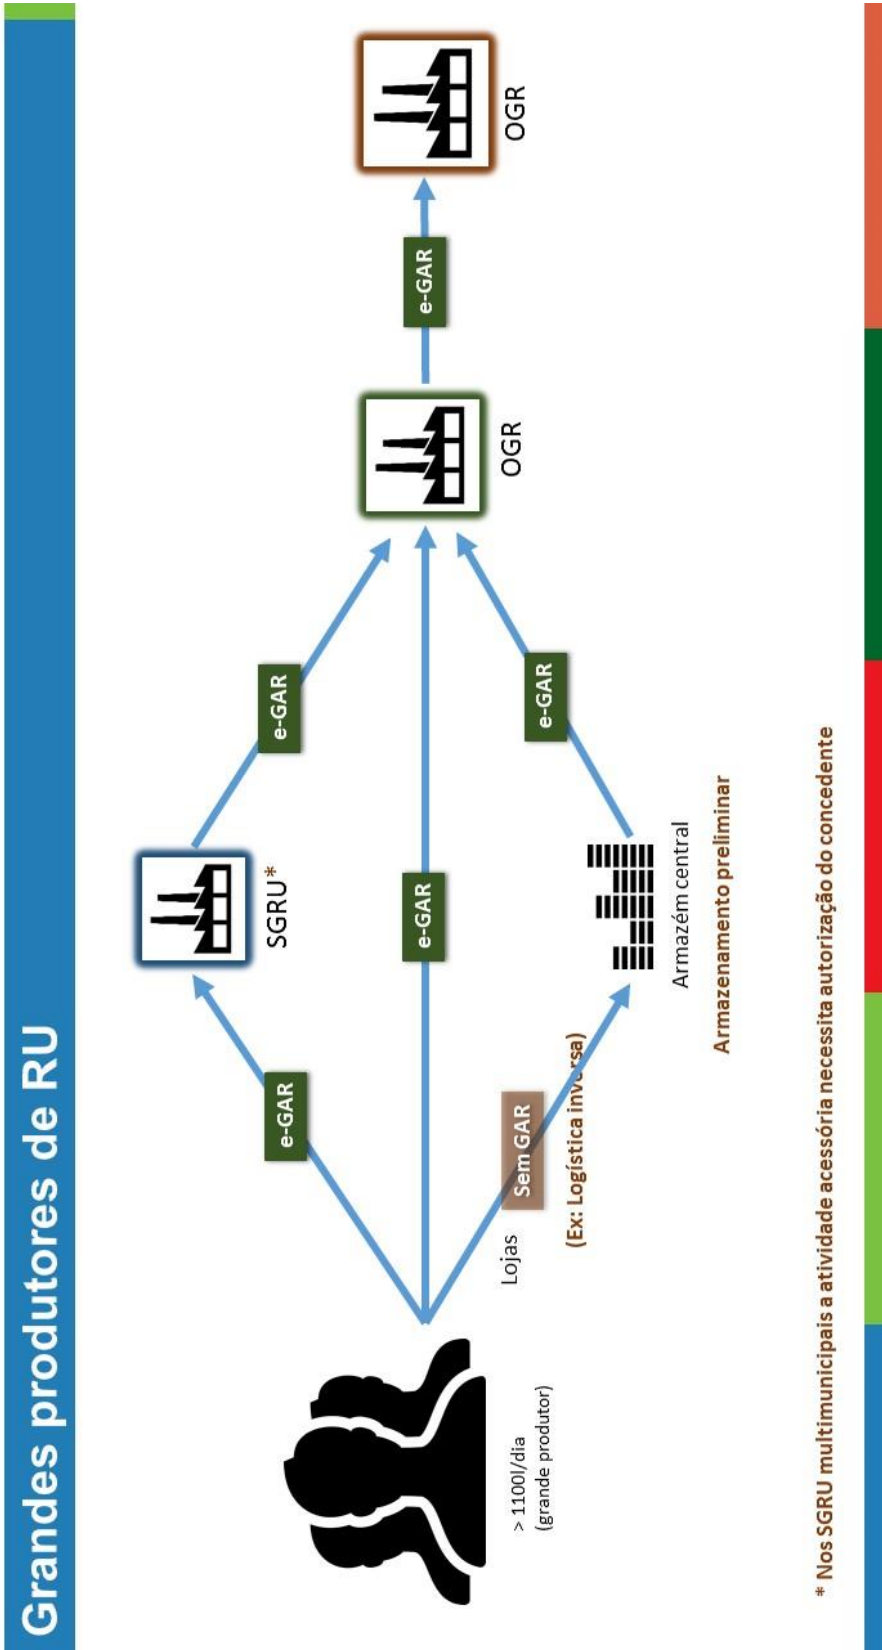 Grandes produtores de RU
e-GAR
SGRU*
e-GAR
> 1100l/dia
(grande produtor)
e-GAR
OGR
e-GAR
OGR
Lojas
Sem GAR
(Ex: Logística inversa)
Armazém central
Armazenamento preliminar
e-GAR
* Nos SGRU multimunicipais a atividade acessória necessita autorização do concedente